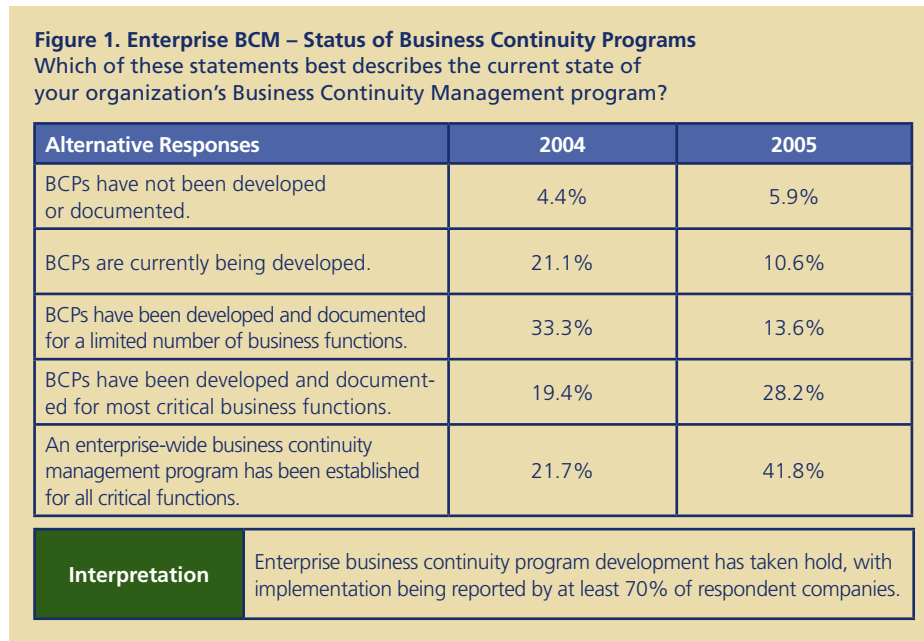 Figure 1. Enterprise BCM – Status of Business Continuity Programs
Which of these statements best describes the current state of
your organization's Business Continuity Management program?
Alternative Responses 2004 2005
BCPs have not been developed
or documented. 4.4% 5.9%
BCPs are currently being developed. 21.1% 10.6%
BCPs have been developed and documented
for a limited number of business functions. 33.3% 13.6%
BCPs have been developed and document-
ed for most critical business functions. 19.4% 28.2%
An enterprise-wide business continuity
management program has been established 21.7% 41.8%
for all critical functions.
Interpretation
Enterprise business continuity program development has taken hold, with
implementation being reported by at least 70% of respondent companies.